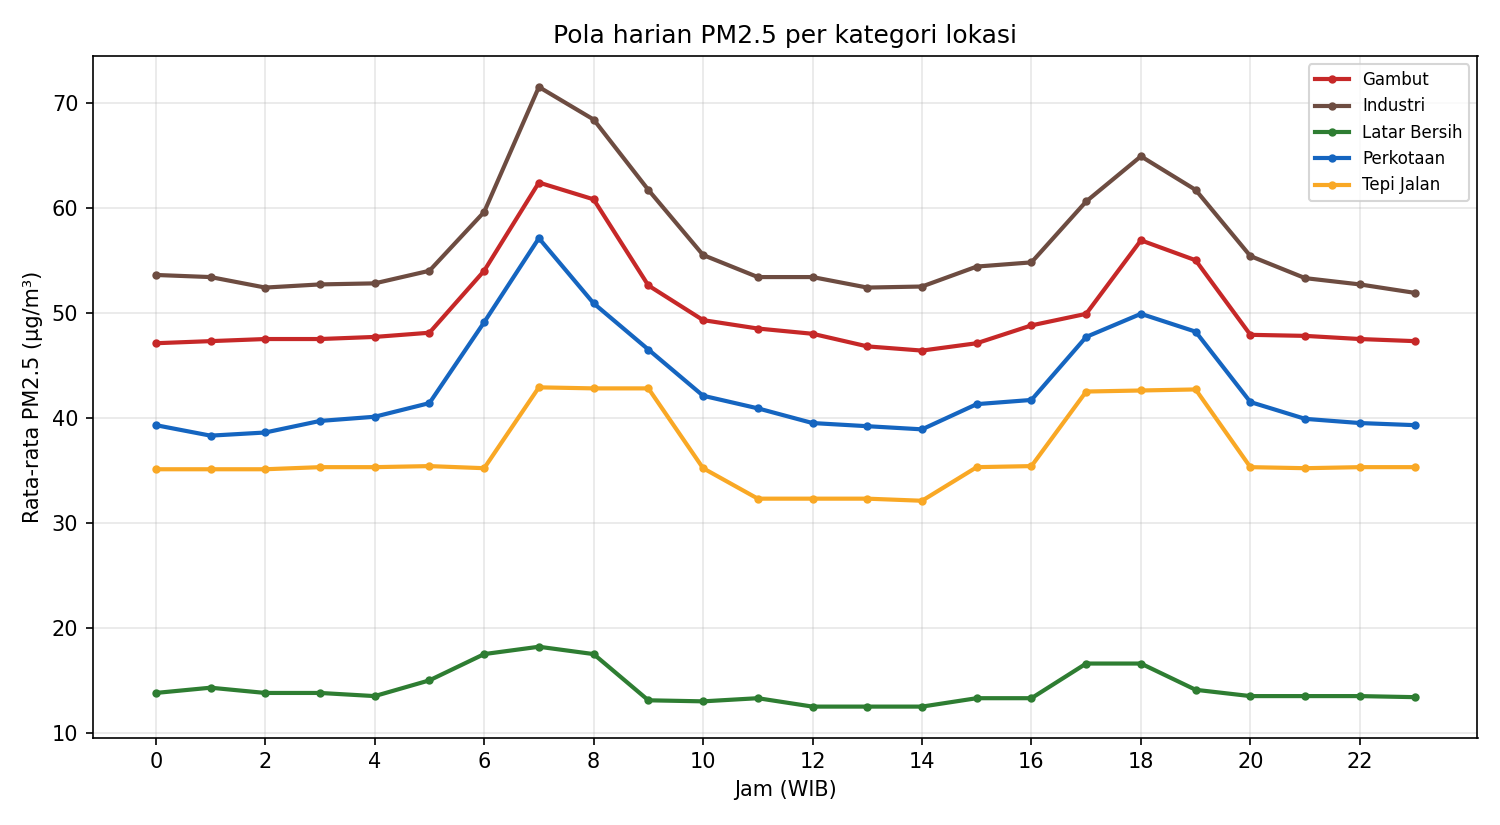 Pola harian PM2.5 per kategori lokasi
Rata-rata PM2.5 (µg/m³)
70
60
50
40
30
20
10
Gambut
Industri
Latar Bersih
Perkotaan
Tepi Jalan
0 2 4 6 8 10 12 14 16 18 20 22
Jam (WIB)